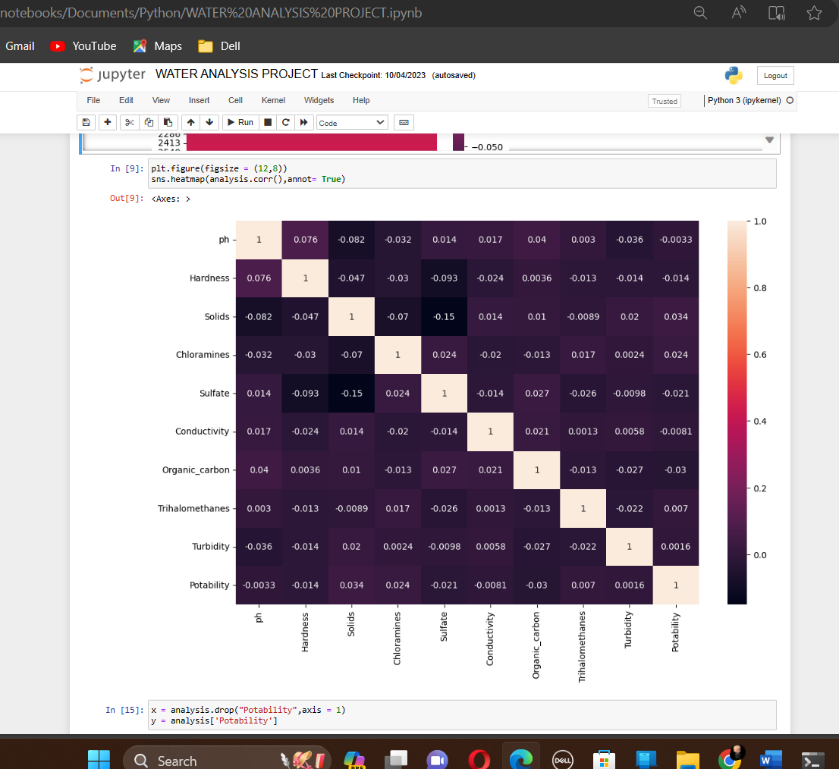 notebooks/Documents/Python/WATER%20ANALYSIS%20PROJECT.ipynb
Gmail YouTube Maps Dell
jupyter WATER ANALYSIS PROJECT Last Checkpoint: 10/04/2023 (autosaved) Logout
File Edit View Insert Cell Kernel Widgets Help Trusted Python 3 (ipykernel)
Run Code
2413
-0.050
In [9]: plt.figure(figsize = (12,8))
sns.heatmap(analysis.corr(),annot= True)
Out[9]: <Axes: >
ph 1 0.076 -0.082 -0.032 0.014 0.017 0.04 0.003 -0.036 -0.0033
Hardness 0.076 1 -0.047 -0.03 -0.093 -0.024 0.0036 -0.013 -0.014 -0.014
Solids -0.082 -0.047 1 -0.07 -0.15 0.014 0.01 -0.0089 0.02 0.034
Chloramines -0.032 -0.03 -0.07 1 0.024 -0.02 -0.013 0.017 0.0024 0.024
Sulfate 0.014 -0.093 -0.15 0.024 1 -0.014 0.027 -0.026 -0.0098 -0.021
Conductivity 0.017 -0.024 0.014 -0.02 -0.014 1 0.021 0.0013 0.0058 -0.0081
Organic_carbon 0.04 0.0036 0.01 -0.013 0.027 0.021 1 -0.013 -0.027 -0.03
Trihalomethanes 0.003 -0.013 -0.0089 0.017 -0.026 0.0013 -0.013 1 -0.022 0.007
Turbidity -0.036 -0.014 0.02 0.0024 -0.0098 0.0058 -0.027 -0.022 1 0.0016
Potability -0.0033 -0.014 0.034 0.024 -0.021 -0.0081 -0.03 0.007 0.0016 1
ph Hardness Solids Chloramines Sulfate Conductivity Organic_carbon Trihalomethanes Turbidity Potability
1.0
0.8
0.6
0.4
0.2
0.0
In [15]: x = analysis.drop("Potability",axis = 1)
y = analysis['Potability']
Search DELL W